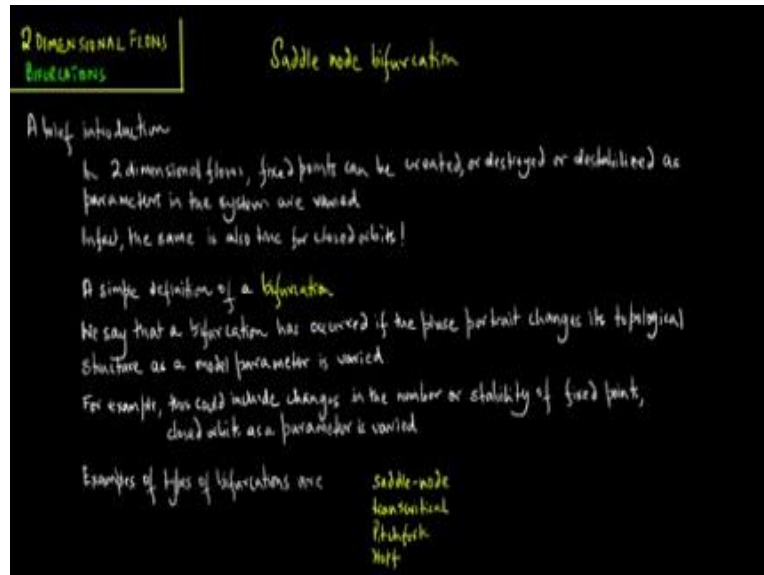 2 DIMENSIONAL FLOWS
BIFURCATIONS
Saddle node bifurcation
A brief introduction
In 2 dimensional flows, fixed points can be created, or destroyed or destabilized as
parameters in the system are varied
Infact, the same is also true for closed orbits!
A simple definition of a bifurcation
We say that a bifurcation has occurred if the phase portrait changes its topological
structure as a model parameter is varied
For example, this could include changes in the number or stability of fixed points,
closed orbits as a parameter is varied
Examples of types of bifurcations are
saddle-node
transcritical
Pitchfork
Hopf